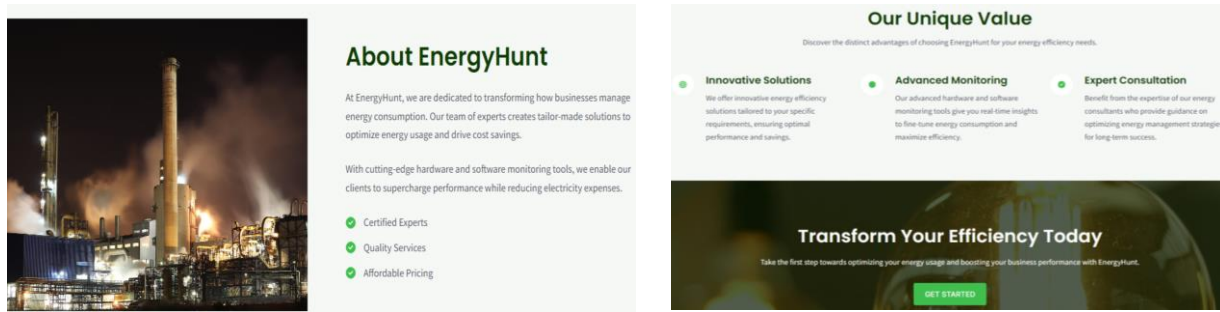 About EnergyHunt
At EnergyHunt, we are dedicated to transforming how businesses manage
energy consumption. Our team of experts creates tailor-made solutions to
optimize energy usage and drive cost savings.
With cutting-edge hardware and software monitoring tools, we enable our
clients to supercharge performance while reducing electricity expenses.
Certified Experts
Quality Services
Affordable Pricing
Our Unique Value
Discover the distinct advantages of choosing EnergyHunt for your energy efficiency needs.
Innovative Solutions
We offer innovative energy efficiency
solutions tailored to your specific
requirements, ensuring optimal
performance and savings.
Advanced Monitoring
Our advanced hardware and software
monitoring tools give you real-time insights
to fine-tune energy consumption and
maximize efficiency.
Expert Consultation
Benefit from the expertise of our energy
consultants who provide guidance on
optimizing energy management strategie
for long-term success.
Transform Your Efficiency Today
Take the first step towards optimizing your energy usage and boosting your business performance with EnergyHunt.
GET STARTED